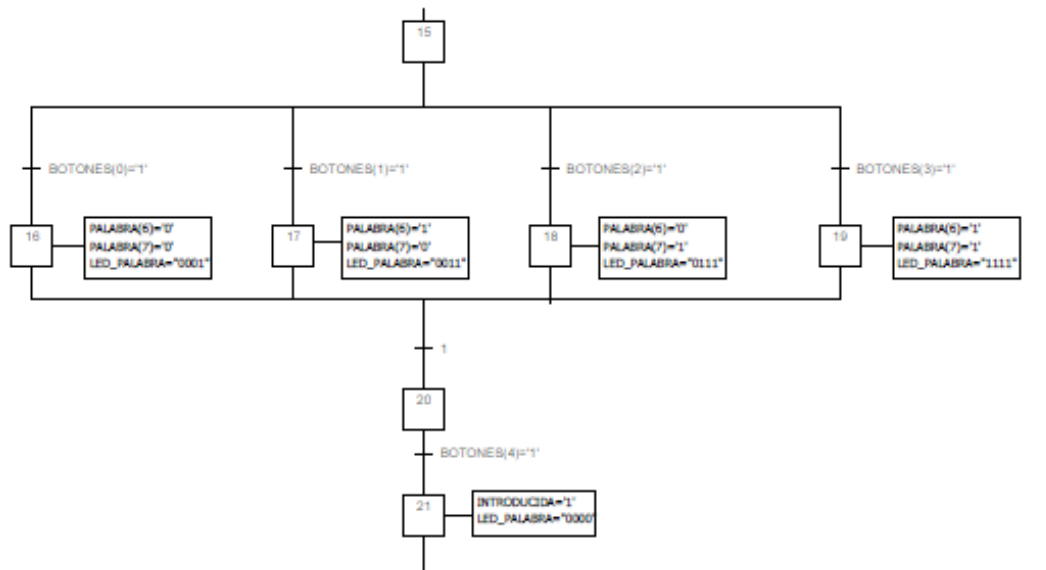 15
BOTONES(0)='1'
BOTONES(1)='1'
BOTONES(2)='1'
BOTONES(3)='1'
16
PALABRA(6)='0'
PALABRA(7)='0'
LED_PALABRA="0001"
17
PALABRA(6)='1'
PALABRA(7)='0'
LED_PALABRA="0011"
18
PALABRA(6)='0'
PALABRA(7)='1'
LED_PALABRA="0111"
19
PALABRA(6)='1'
PALABRA(7)='1'
LED_PALABRA="1111"
1
20
BOTONES(4)='1'
21
INTRODUCIDA='1'
LED_PALABRA="0000"